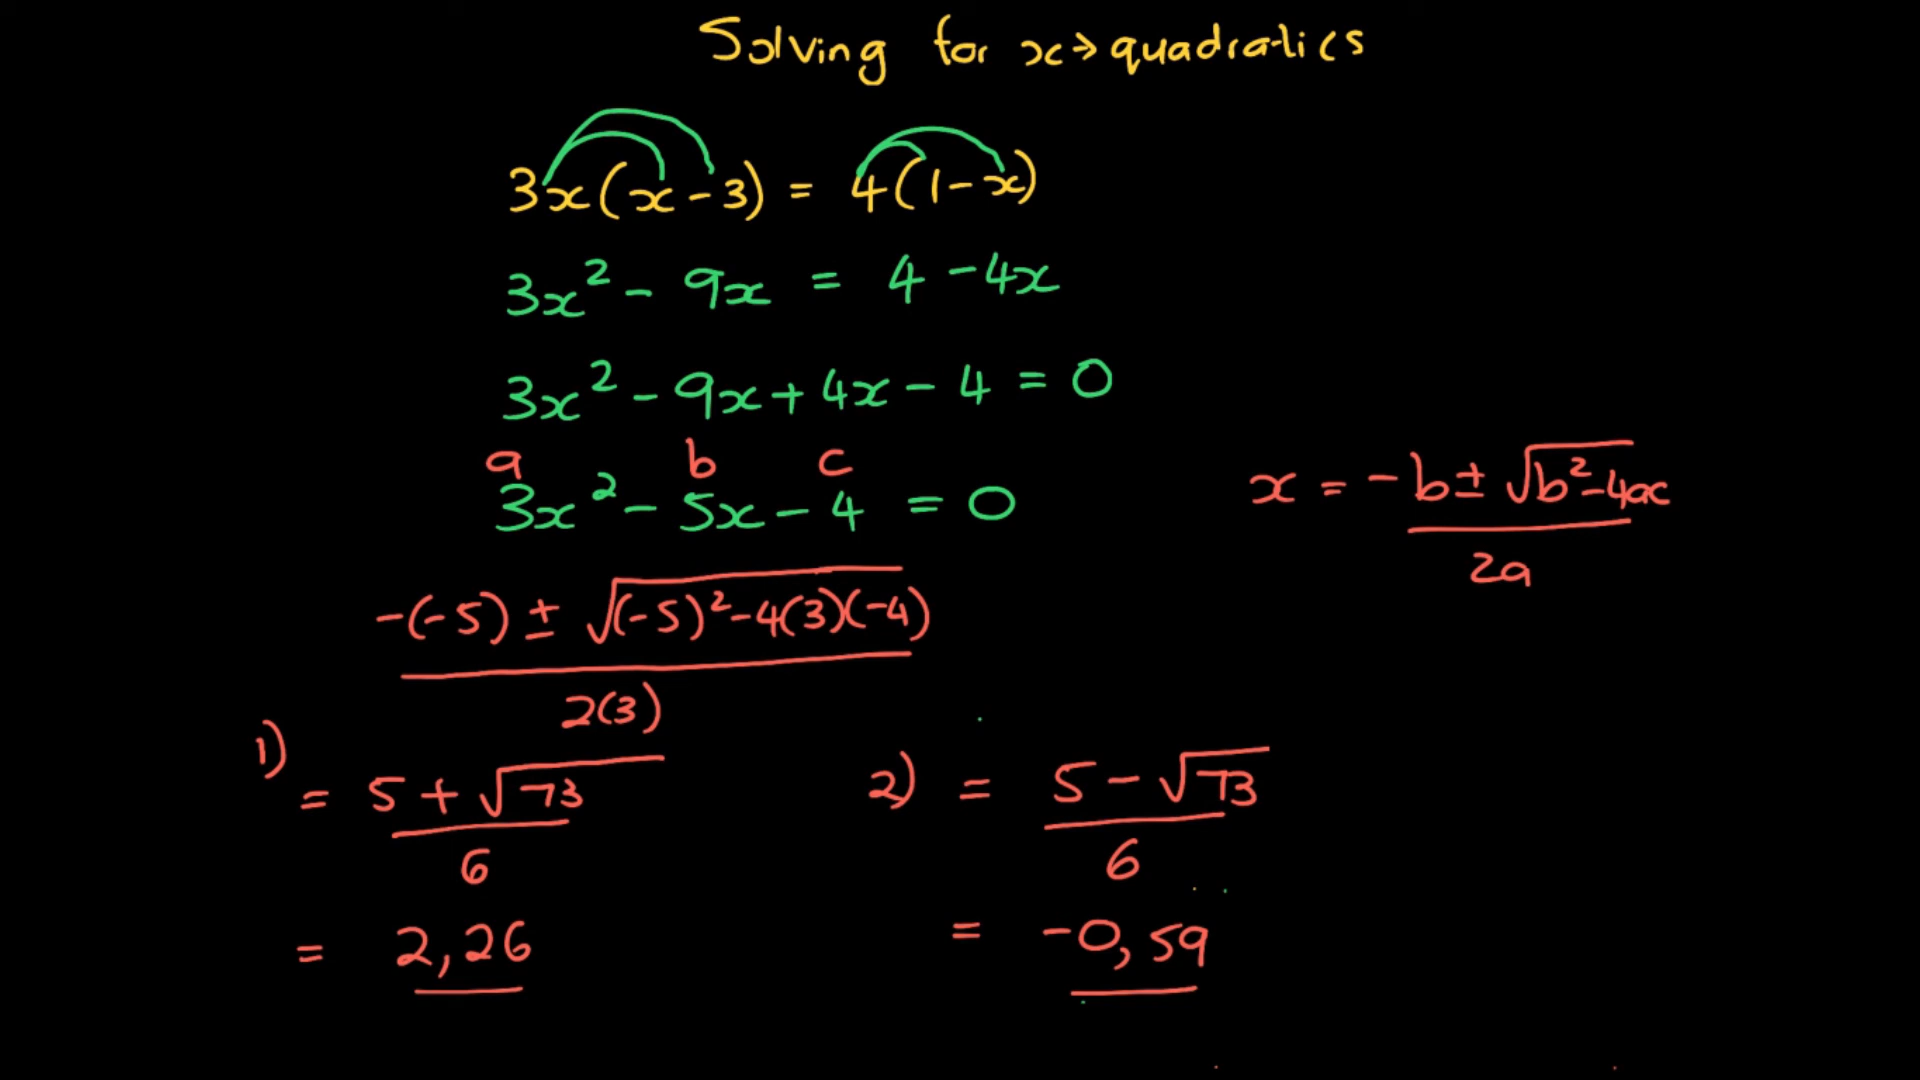 Solving for x → quadratics
3x(x - 3) = 4(1 - x)
3x² - 9x = 4 - 4x
3x² - 9x + 4x - 4 = 0
a b c
3x² - 5x - 4 = 0
x = -b ± √b² - 4ac
2a
-(-5) ± √(-5)² - 4(3)(-4)
2(3)
1) = 5 + √73
6
= 2,26
2) = 5 - √73
6
= -0,59